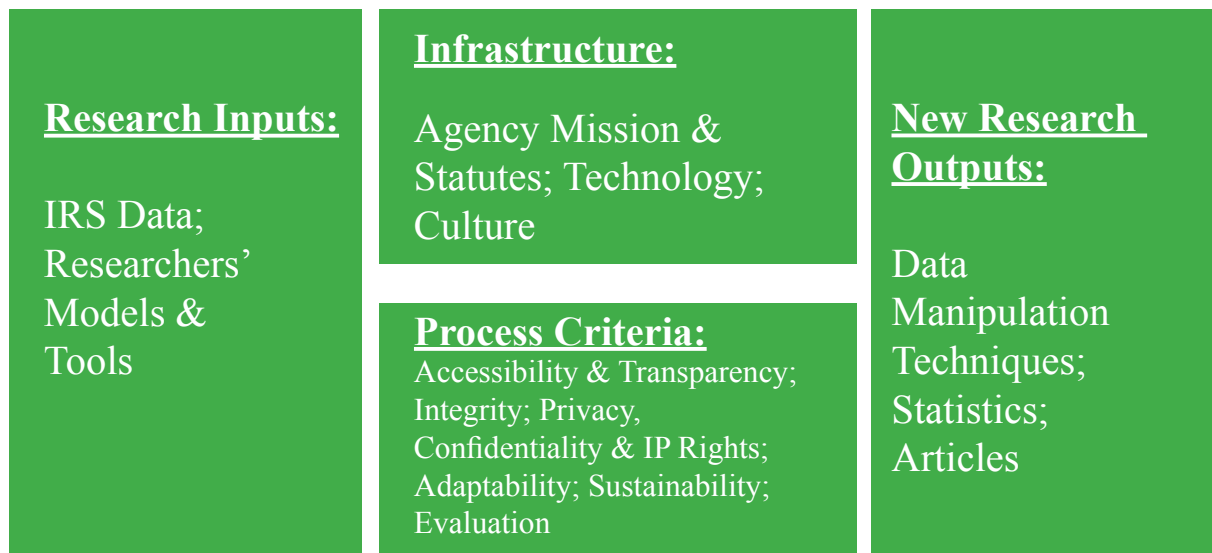 Research Inputs:
IRS Data;
Researchers’
Models &
Tools
Infrastructure:
Agency Mission &
Statutes; Technology;
Culture
Process Criteria:
Accessibility & Transparency;
Integrity; Privacy,
Confidentiality & IP Rights;
Adaptability; Sustainability;
Evaluation
New Research
Outputs:
Data
Manipulation
Techniques;
Statistics;
Articles